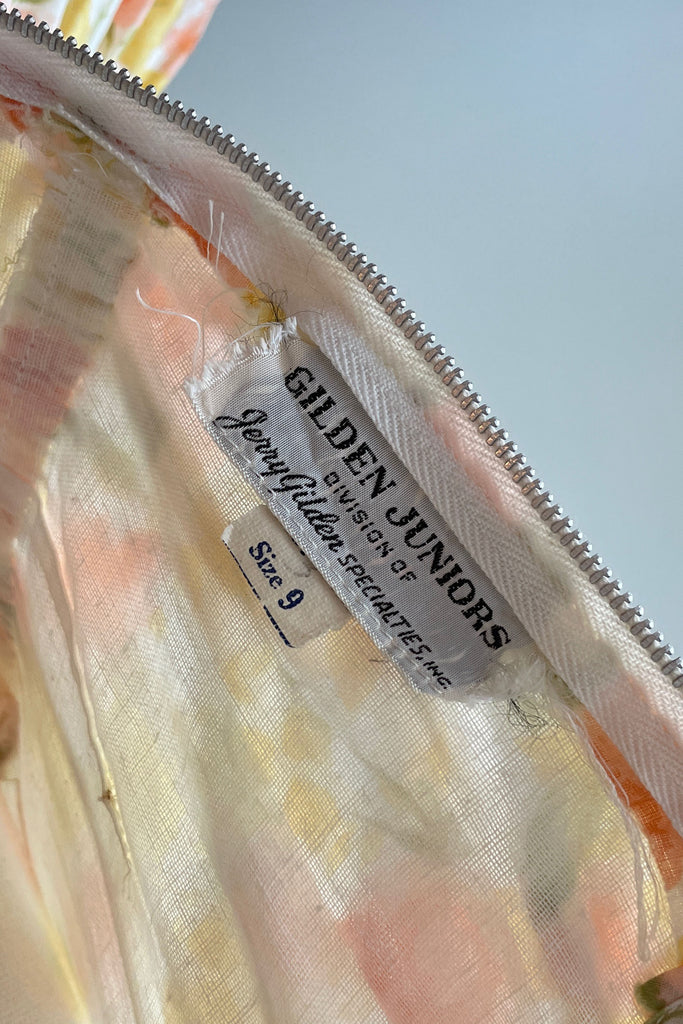 GILDEN JUNIORS
DIVISION OF
Jerry Gilden SPECIALTIES, INC.
Size 9